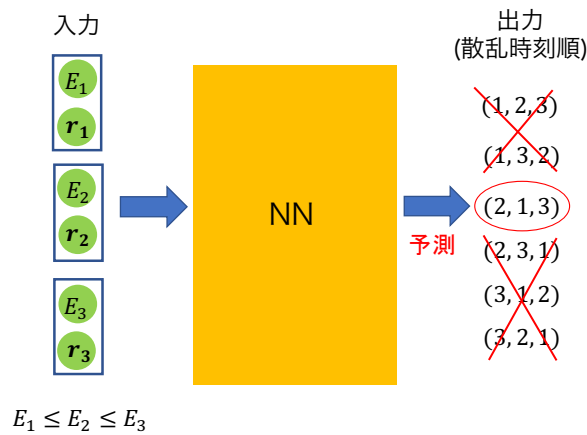 入力
出力
(散乱時刻順)
E₁
r₁
E₂
r₂
E₃
r₃
NN
予測
(1, 2, 3)
(1, 3, 2)
(2, 1, 3)
(2, 3, 1)
(3, 1, 2)
(3, 2, 1)
E₁ ≤ E₂ ≤ E₃